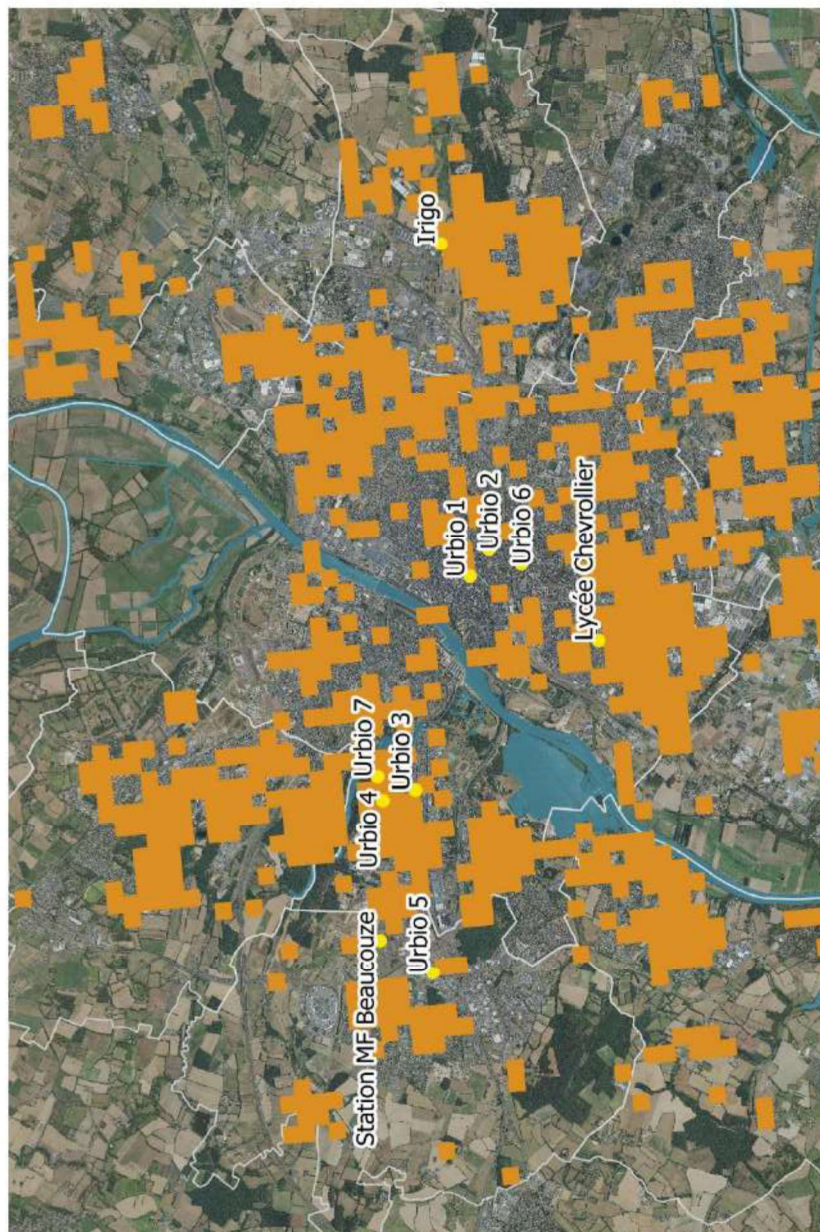 Irigo
Urbio 1
Urbio 2
Urbio 6
Lycée Chevrollier
Urbio 7
Urbio 4
Urbio 3
Station MF Beaucouze
Urbio 5